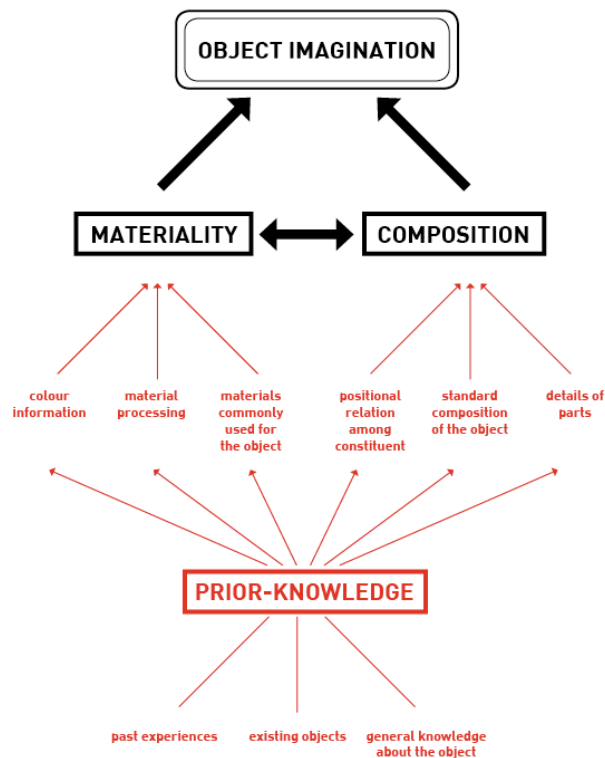 OBJECT IMAGINATION
MATERIALITY
COMPOSITION
colour
information
material
processing
materials
commonly
used for
the object
positional
relation
among
constituent
standard
composition
of the object
details of
parts
PRIOR-KNOWLEDGE
past experiences
existing objects
general knowledge
about the object